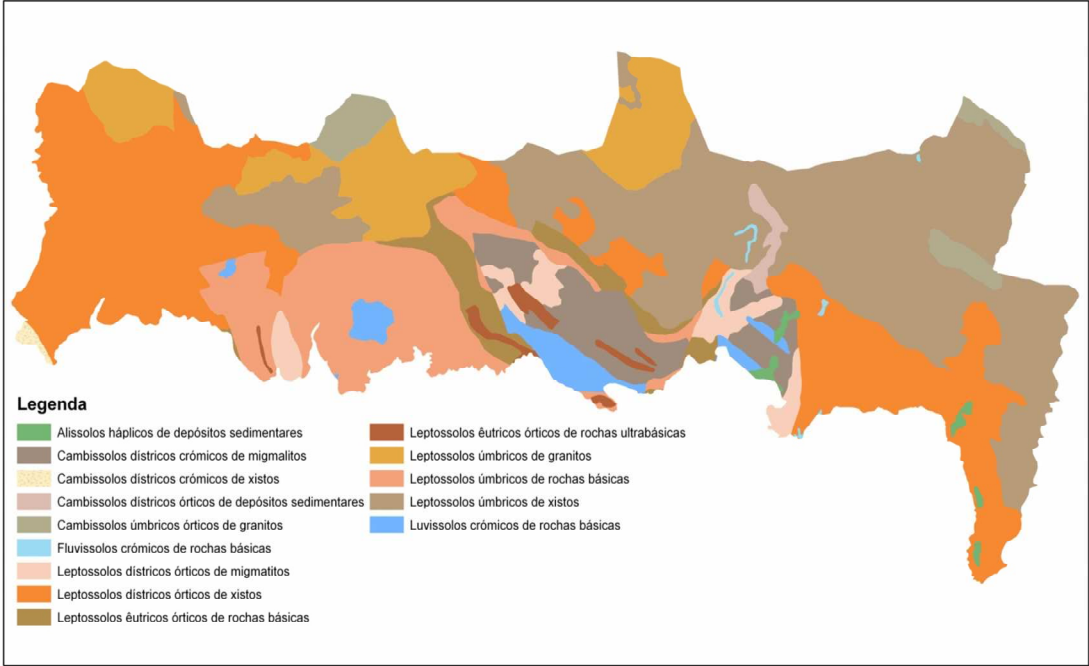 Legenda
Alissolos háplicos de depósitos sedimentares
Cambissolos dístricos crómicos de migmalitos
Cambissolos dístricos crómicos de xistos
Cambissolos dístricos órticos de depósitos sedimentares
Cambissolos úmbricos órticos de granitos
Fluvissolos crómicos de rochas básicas
Leptossolos dístricos órticos de migmatitos
Leptossolos dístricos órticos de xistos
Leptossolos êutricos órticos de rochas básicas
Leptossolos êutricos órticos de rochas ultrabásicas
Leptossolos úmbricos de granitos
Leptossolos úmbricos de rochas básicas
Leptossolos úmbricos de xistos
Luvissolos crómicos de rochas básicas